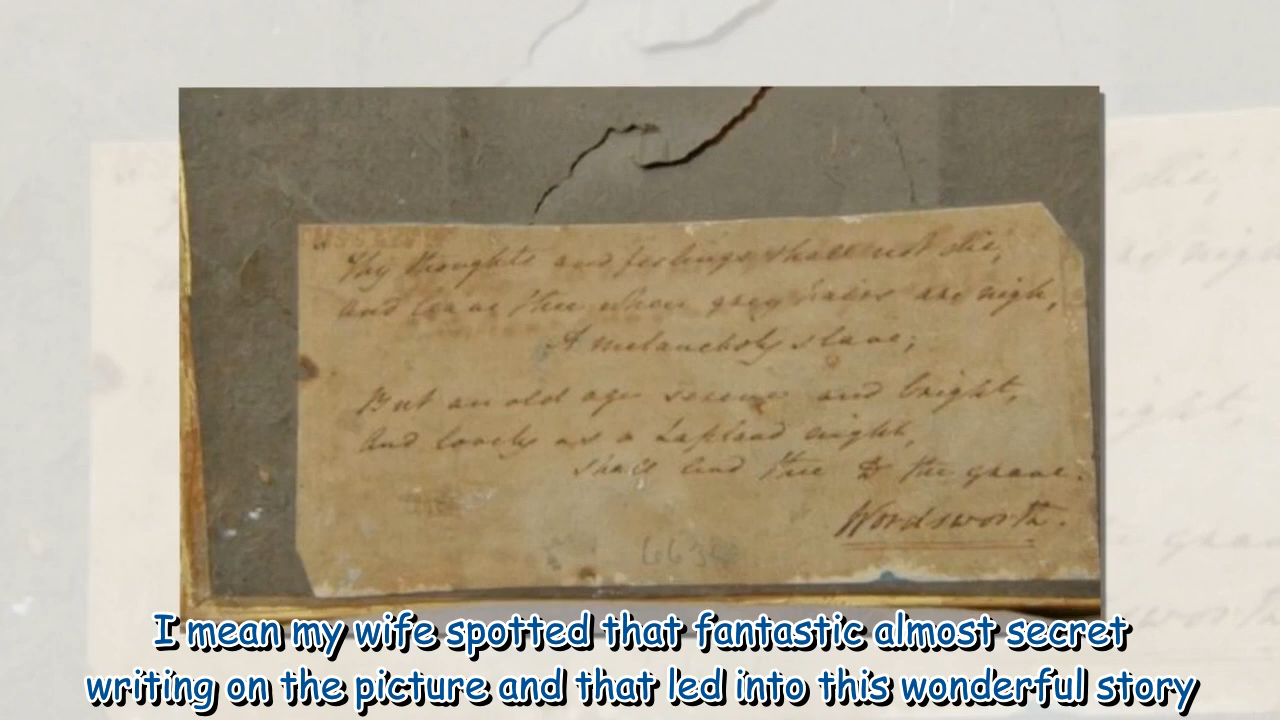 Thy thoughts and feelings shall not die,
and leave thee when grey haires are nigh,
A melancholy slave;
But an old age serene and bright,
And lovely as a Lapland night,
shall lead thee to the grave.
Wordsworth.
663
I mean my wife spotted that fantastic almost secret
writing on the picture and that led into this wonderful story